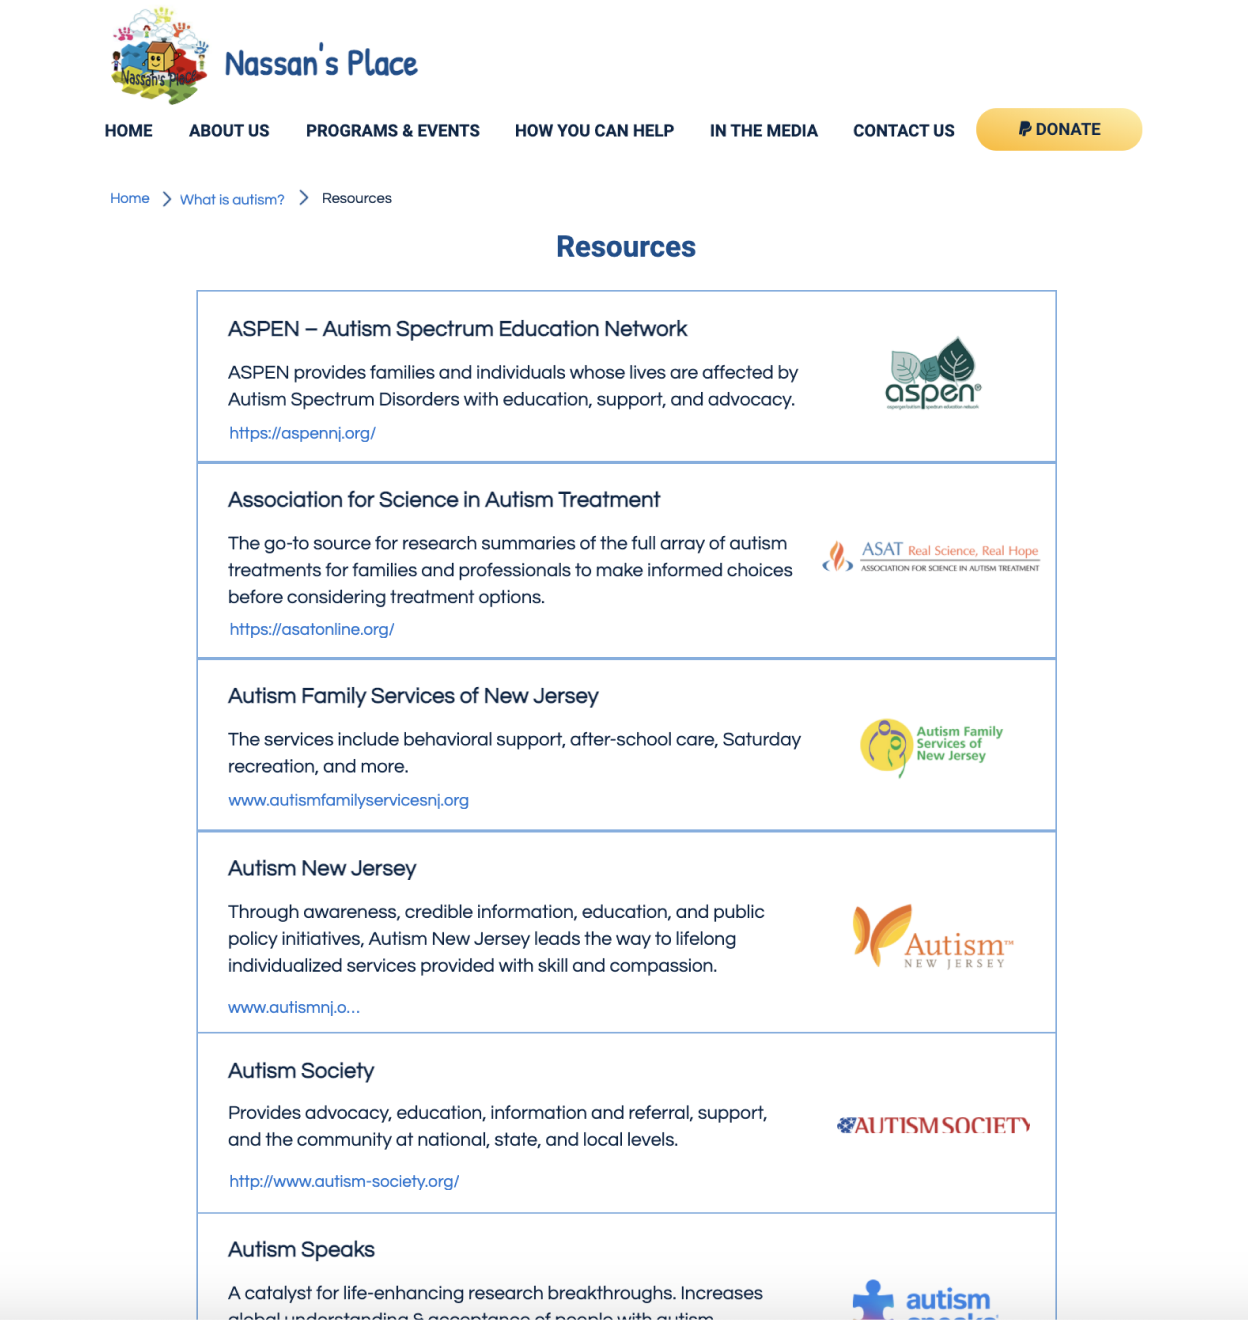 Nassan's Place
Nassan's Place
HOME ABOUT US PROGRAMS & EVENTS HOW YOU CAN HELP IN THE MEDIA CONTACT US DONATE
Home What is autism? Resources
Resources
ASPEN – Autism Spectrum Education Network
ASPEN provides families and individuals whose lives are affected by
Autism Spectrum Disorders with education, support, and advocacy.
https://aspennj.org/
aspen®
Association for Science in Autism Treatment
The go-to source for research summaries of the full array of autism
treatments for families and professionals to make informed choices
before considering treatment options.
https://asatonline.org/
ASAT Real Science, Real Hope
ASSOCIATION FOR SCIENCE IN AUTISM TREATMENT
Autism Family Services of New Jersey
The services include behavioral support, after-school care, Saturday
recreation, and more.
www.autismfamilyservicesnj.org
Autism Family
Services of
New Jersey
Autism New Jersey
Through awareness, credible information, education, and public
policy initiatives, Autism New Jersey leads the way to lifelong
individualized services provided with skill and compassion.
www.autismnj.o...
Autism™
NEW JERSEY
Autism Society
Provides advocacy, education, information and referral, support,
and the community at national, state, and local levels.
http://www.autism-society.org/
AUTISM SOCIETY
Autism Speaks
A catalyst for life-enhancing research breakthroughs. Increases
global understanding & acceptance of people with autism
autism
speaks